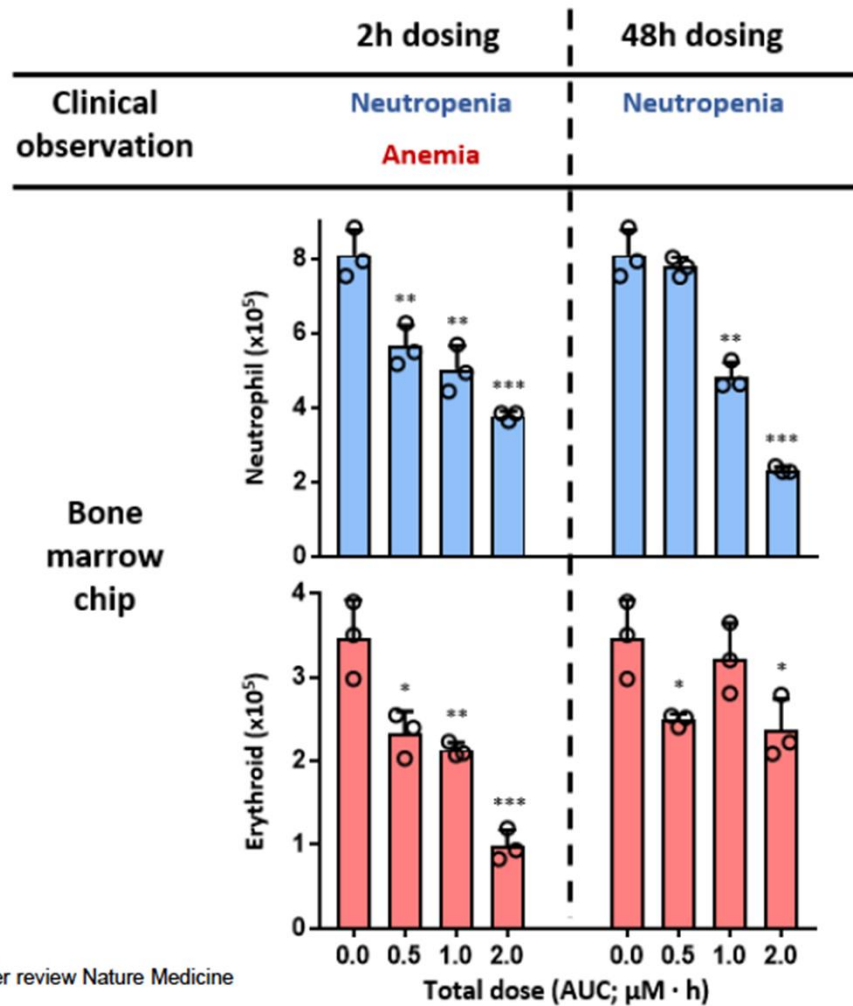 2h dosing
48h dosing
Clinical
observation
Neutropenia
Anemia
Neutropenia
Bone
marrow
chip
Neutrophil (x10⁵)
8
6
4
2
0
**
**
***
**
***
Erythroid (x10⁵)
4
3
2
1
0
*
**
***
*
*
0.0 0.5 1.0 2.0
0.0 0.5 1.0 2.0
Total dose (AUC; µM · h)
er review Nature Medicine